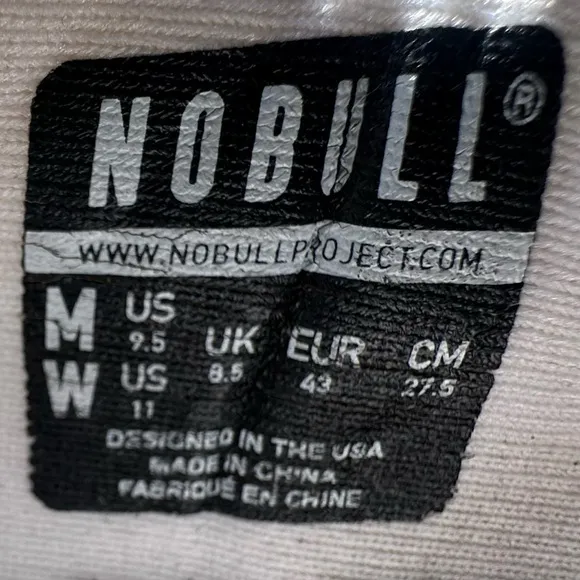 NOBULL®
WWW.NOBULLPROJECT.COM
M US 9.5 UK 8.5 EUR 43 CM 27.5
W US 11
DESIGNED IN THE USA
MADE IN CHINA
FABRIQUÉ EN CHINE